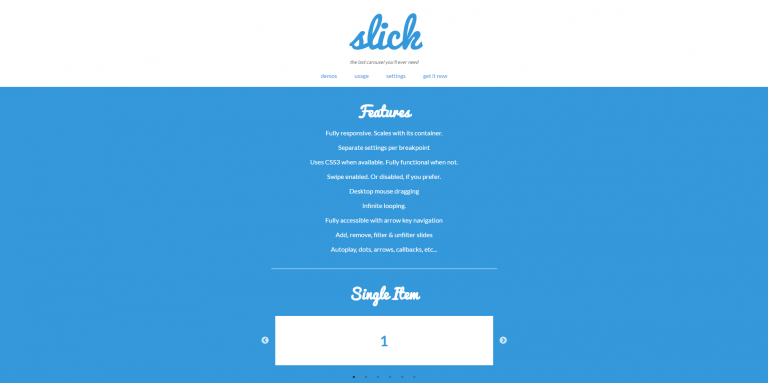 slick
the last carousel you'll ever need
demos usage settings get it now
Features
Fully responsive. Scales with its container.
Separate settings per breakpoint
Uses CSS3 when available. Fully functional when not.
Swipe enabled. Or disabled, if you prefer.
Desktop mouse dragging
Infinite looping.
Fully accessible with arrow key navigation
Add, remove, filter & unfilter slides
Autoplay, dots, arrows, callbacks, etc...
Single Item
1